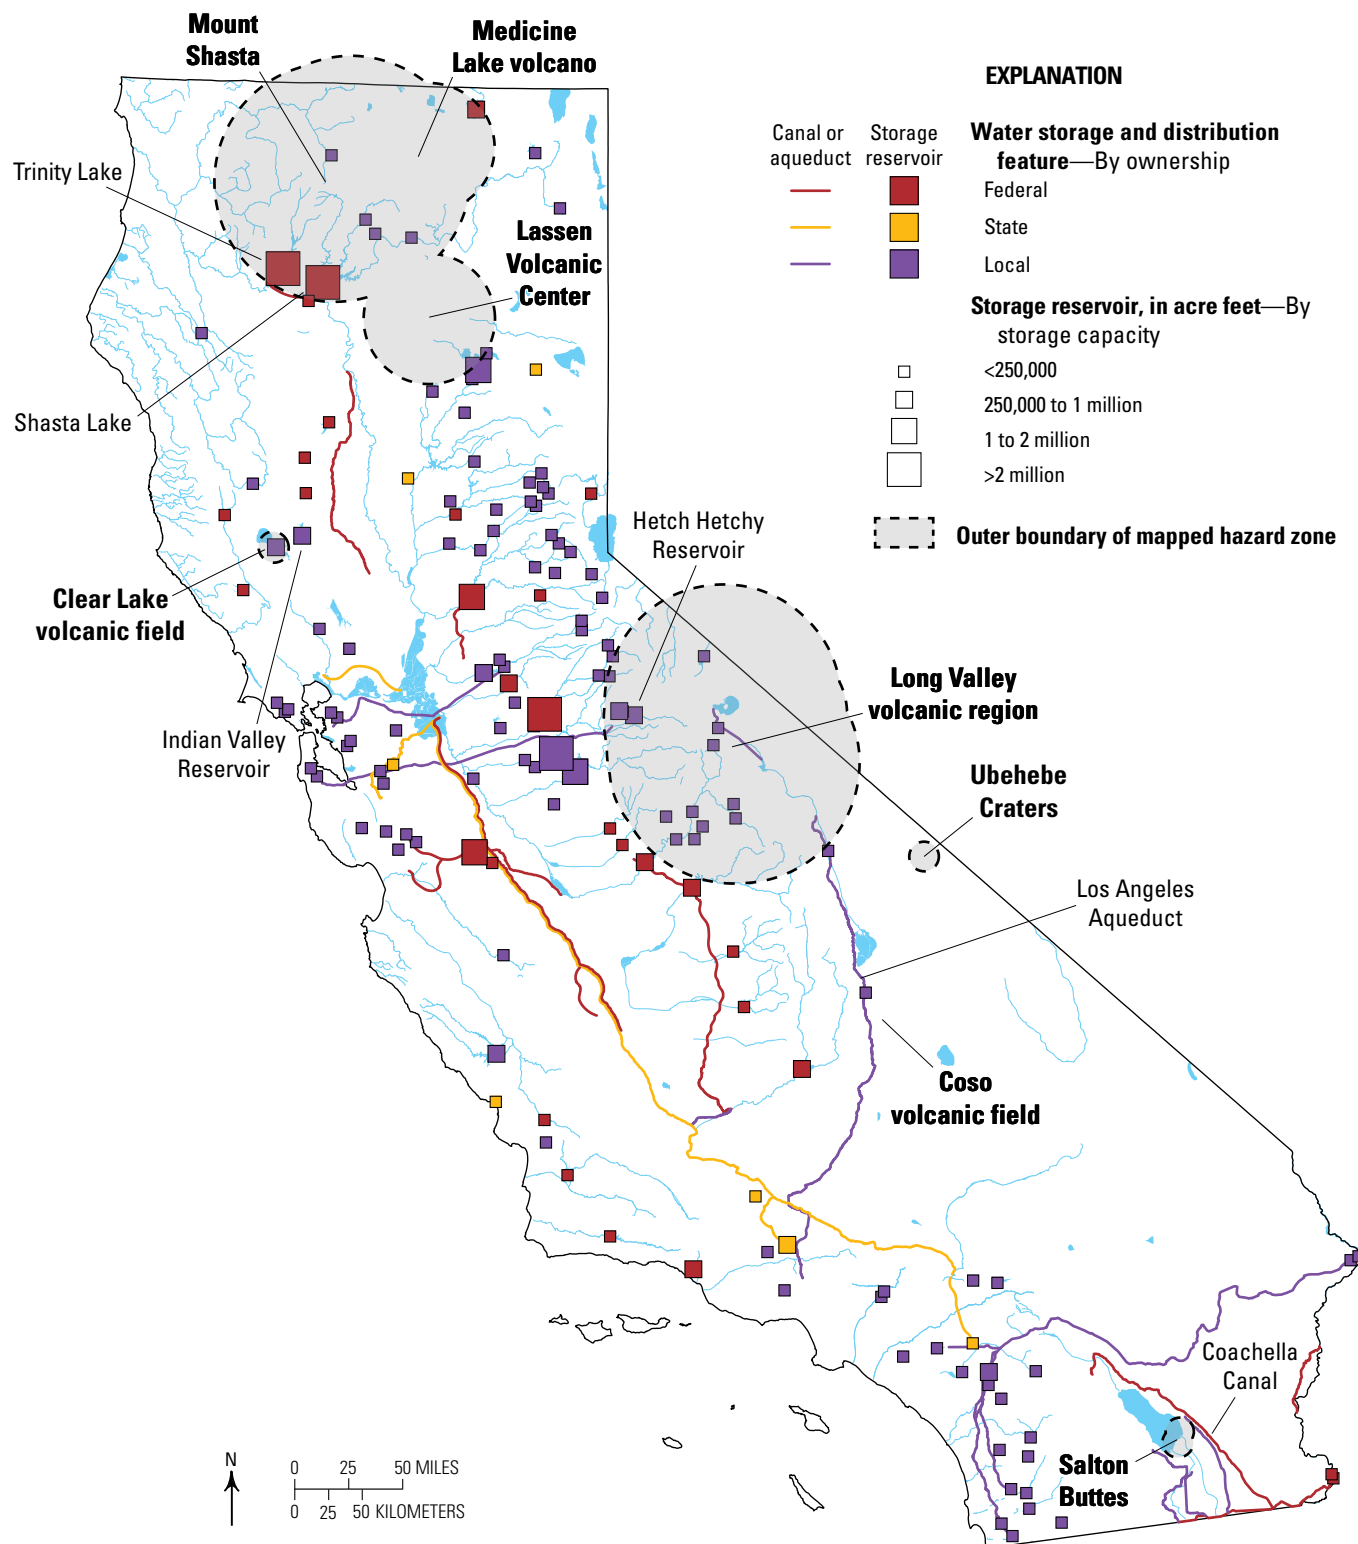 Mount
Shasta
Medicine
Lake volcano
Trinity Lake
Lassen
Volcanic
Center
Shasta Lake
EXPLANATION
Canal or
aqueduct
Storage
reservoir
Water storage and distribution
feature—By ownership
Federal
State
Local
Storage reservoir, in acre feet—By
storage capacity
<250,000
250,000 to 1 million
1 to 2 million
>2 million
Outer boundary of mapped hazard zone
Hetch Hetchy
Reservoir
Clear Lake
volcanic field
Indian Valley
Reservoir
Long Valley
volcanic region
Ubehebe
Craters
Los Angeles
Aqueduct
Coso
volcanic field
Coachella
Canal
Salton
Buttes
N
0 25 50 MILES
0 25 50 KILOMETERS